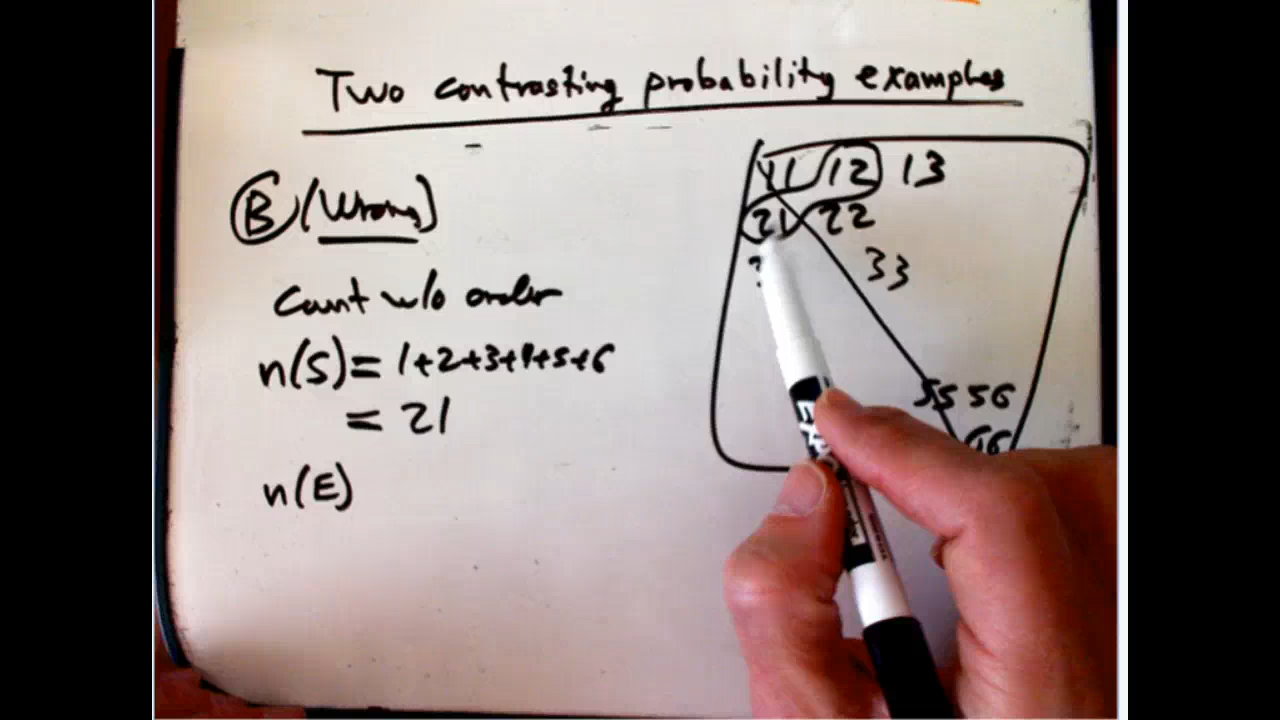 Two contrasting probability examples
B (Wrong)
Count w/o order
n(S) = 1+2+3+4+5+6
= 21
n(E)
11 12 13
21 22
33
55 56
66
EXPO